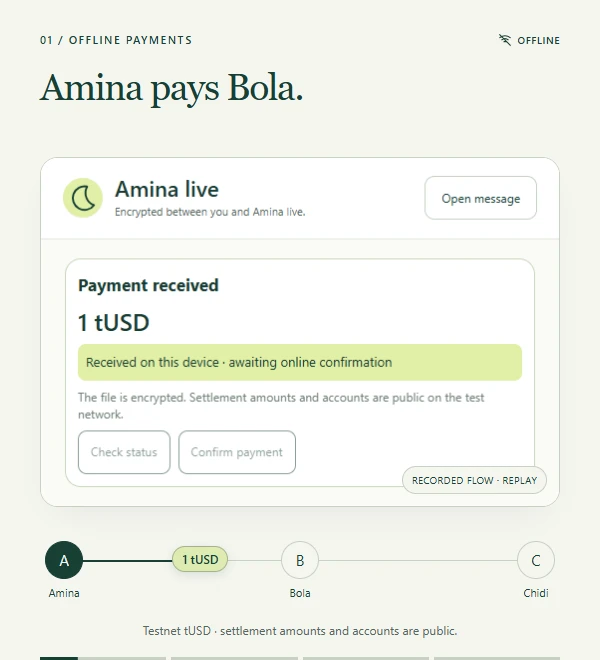 01 / OFFLINE PAYMENTS
OFFLINE
Amina pays Bola.
Amina live
Encrypted between you and Amina live.
Open message
Payment received
1 tUSD
Received on this device · awaiting online confirmation
The file is encrypted. Settlement amounts and accounts are public on the test
network.
Check status
Confirm payment
RECORDED FLOW · REPLAY
A
1 tUSD
B
C
Amina
Bola
Chidi
Testnet tUSD · settlement amounts and accounts are public.